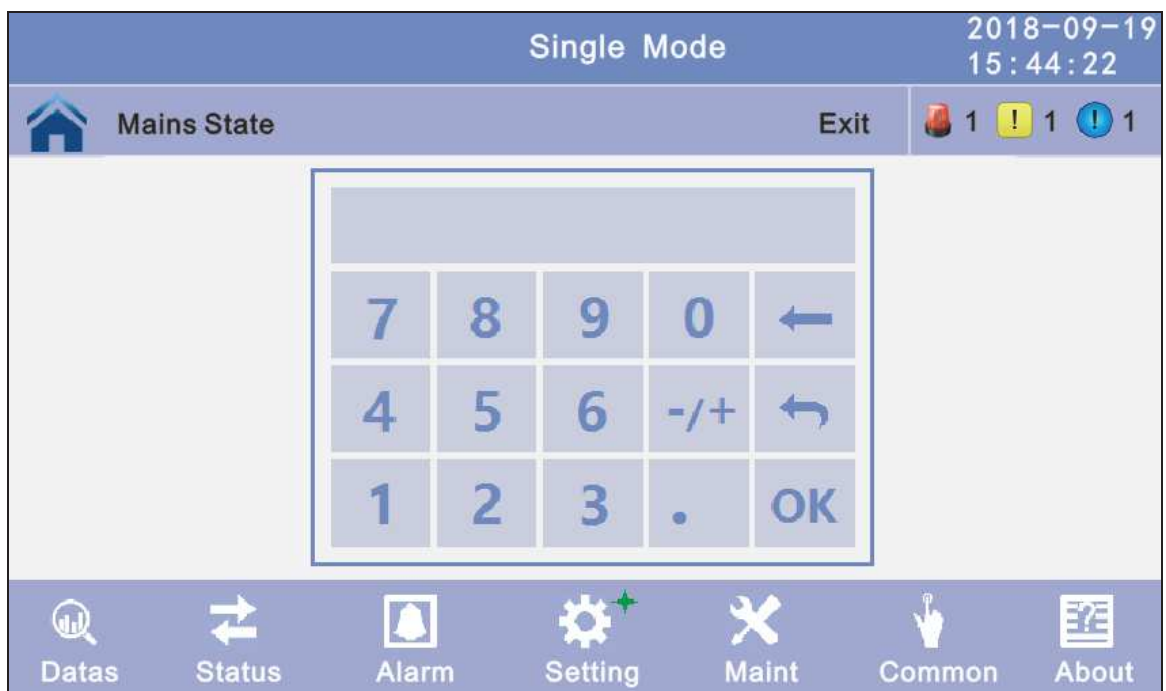 Single Mode
2018-09-19
15:44:22
Mains State
Exit
1
! 1
! 1
7 8 9 0
4 5 6 -/+
1 2 3 . OK
Datas
Status
Alarm
Setting
Maint
Common
?
About